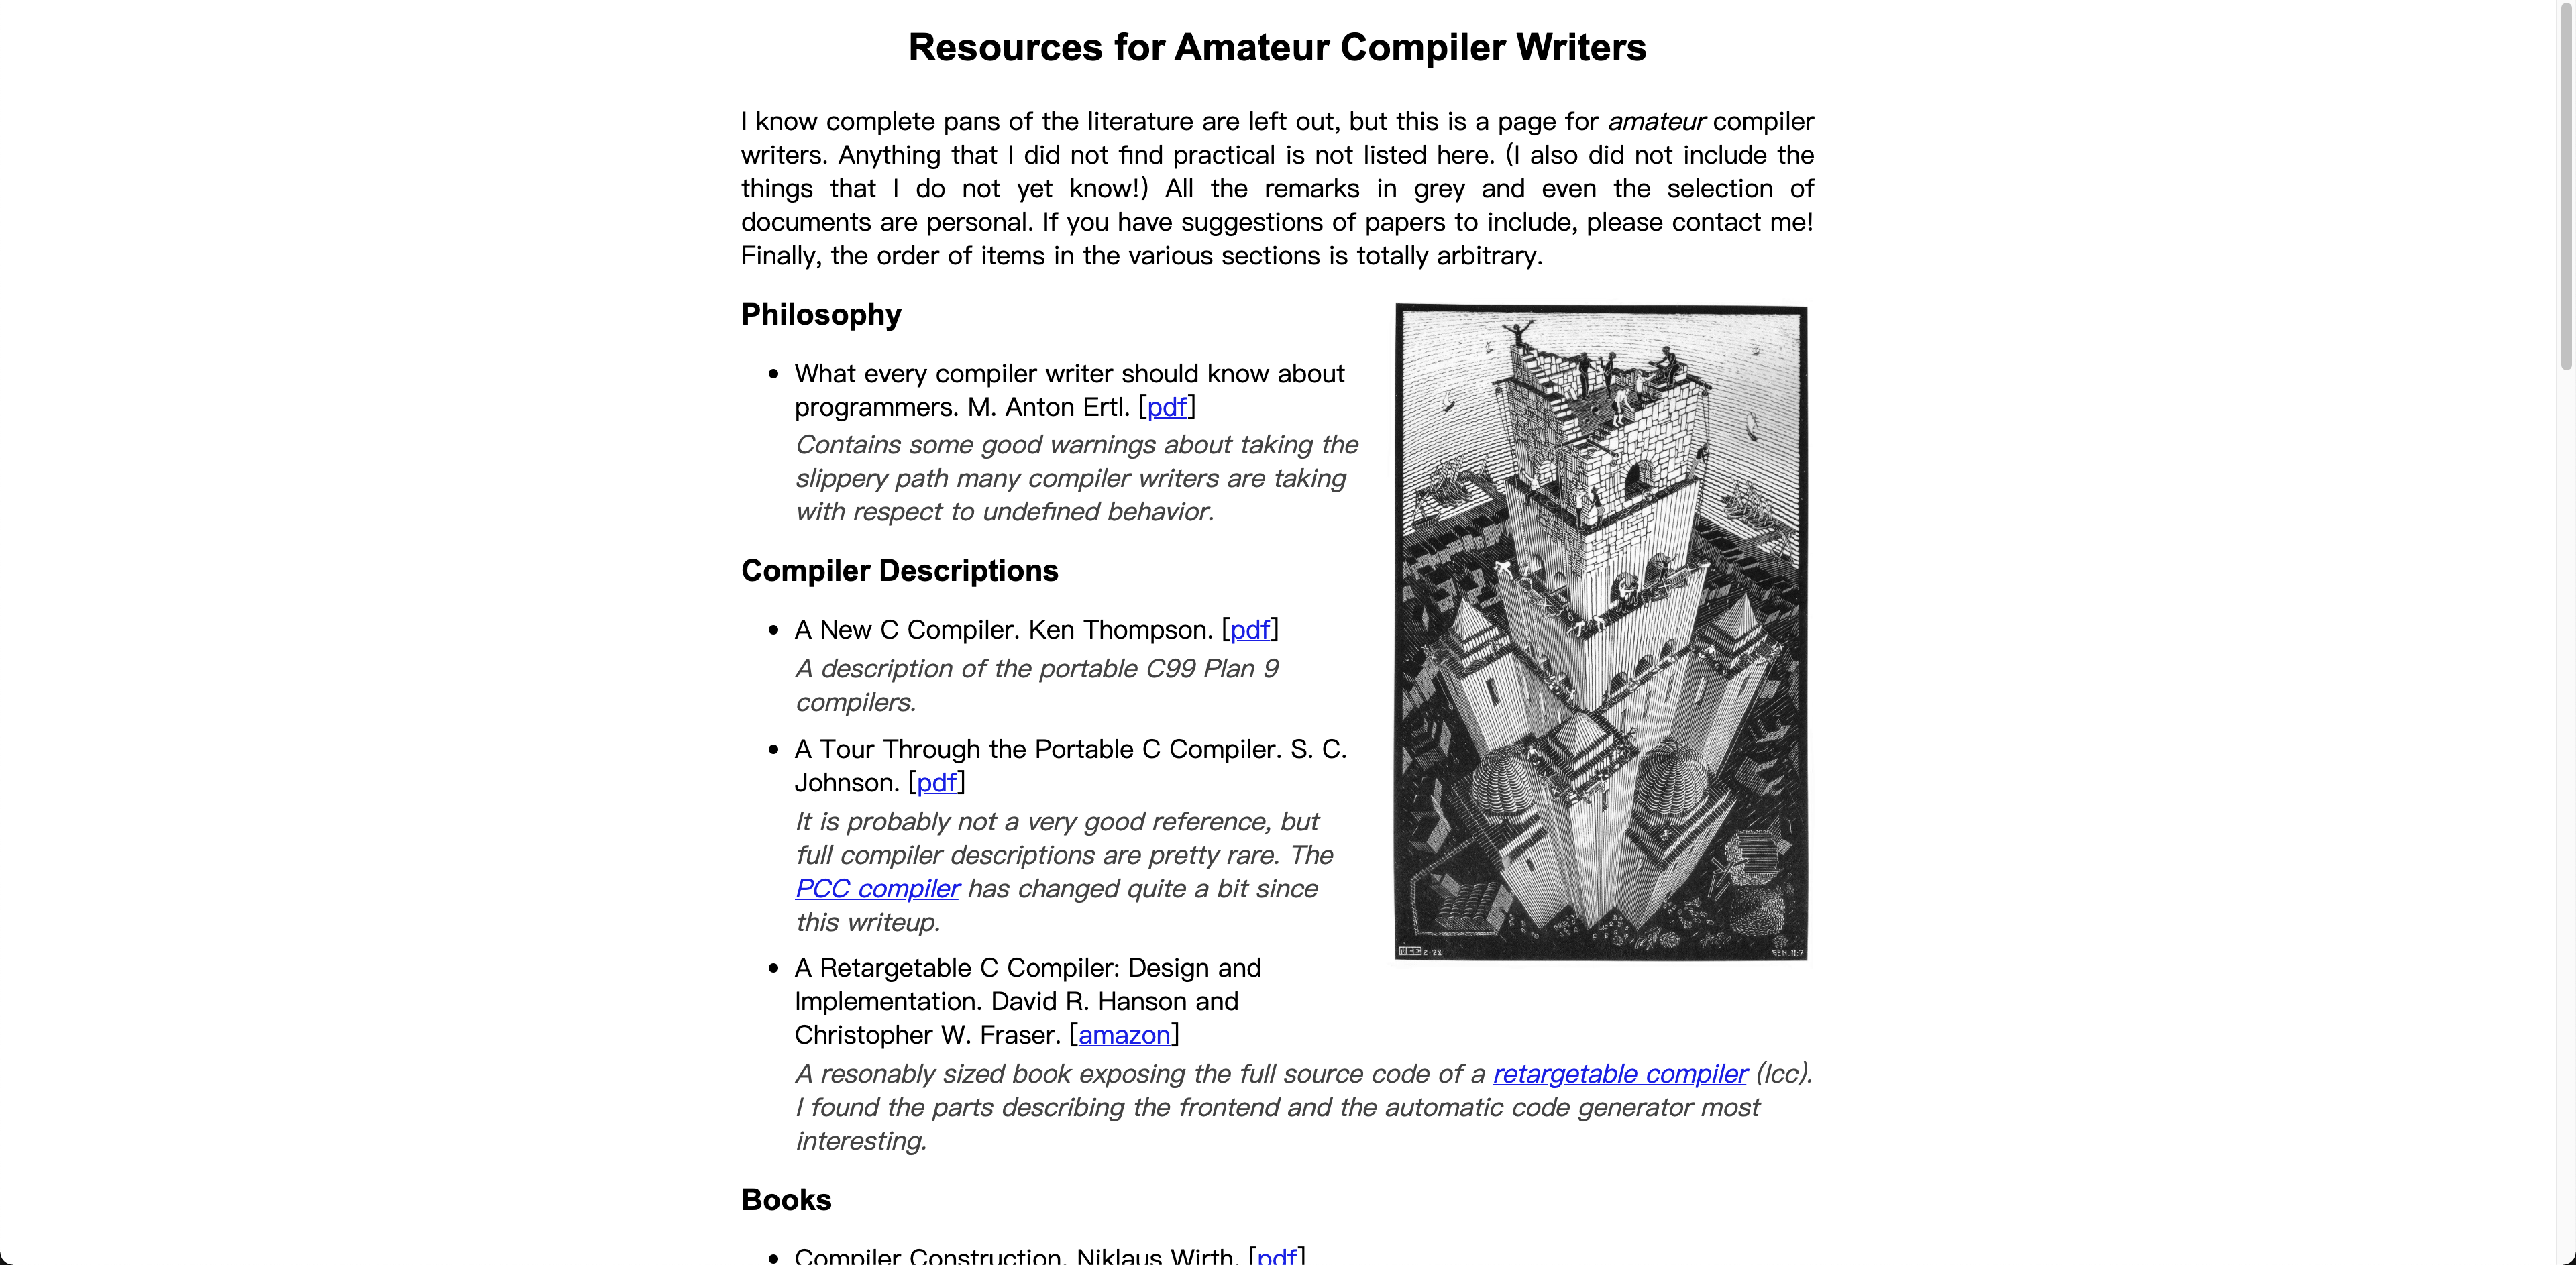 Resources for Amateur Compiler Writers
I know complete pans of the literature are left out, but this is a page for amateur compiler
writers. Anything that I did not find practical is not listed here. (I also did not include the
things that I do not yet know!) All the remarks in grey and even the selection of
documents are personal. If you have suggestions of papers to include, please contact me!
Finally, the order of items in the various sections is totally arbitrary.
Philosophy
• What every compiler writer should know about
programmers. M. Anton Ertl. [pdf]
Contains some good warnings about taking the
slippery path many compiler writers are taking
with respect to undefined behavior.
Compiler Descriptions
• A New C Compiler. Ken Thompson. [pdf]
A description of the portable C99 Plan 9
compilers.
• A Tour Through the Portable C Compiler. S. C.
Johnson. [pdf]
It is probably not a very good reference, but
full compiler descriptions are pretty rare. The
PCC compiler has changed quite a bit since
this writeup.
• A Retargetable C Compiler: Design and
Implementation. David R. Hanson and
Christopher W. Fraser. [amazon]
A resonably sized book exposing the full source code of a retargetable compiler (lcc).
I found the parts describing the frontend and the automatic code generator most
interesting.
Books
• Compiler Construction. Niklaus Wirth. [pdf]
2-28
GEN.11:7